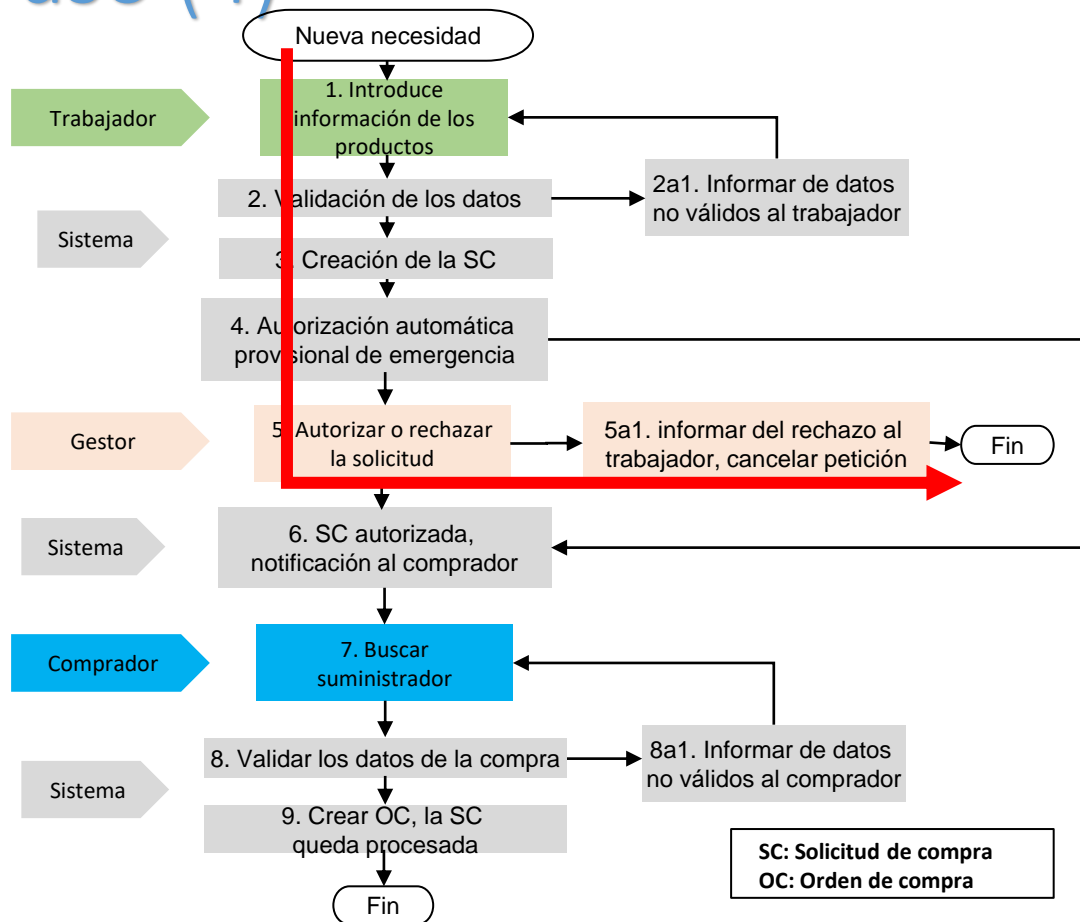 uso (4)
Nueva necesidad
Trabajador
1. Introduce
información de los
productos
2. Validación de los datos
2a1. Informar de datos
no válidos al trabajador
Sistema
3. Creación de la SC
4. Autorización automática
provisional de emergencia
Gestor
5. Autorizar o rechazar
la solicitud
5a1. informar del rechazo al
trabajador, cancelar petición
Fin
Sistema
6. SC autorizada,
notificación al comprador
Comprador
7. Buscar
suministrador
8. Validar los datos de la compra
8a1. Informar de datos
no válidos al comprador
Sistema
9. Crear OC, la SC
queda procesada
Fin
SC: Solicitud de compra
OC: Orden de compra